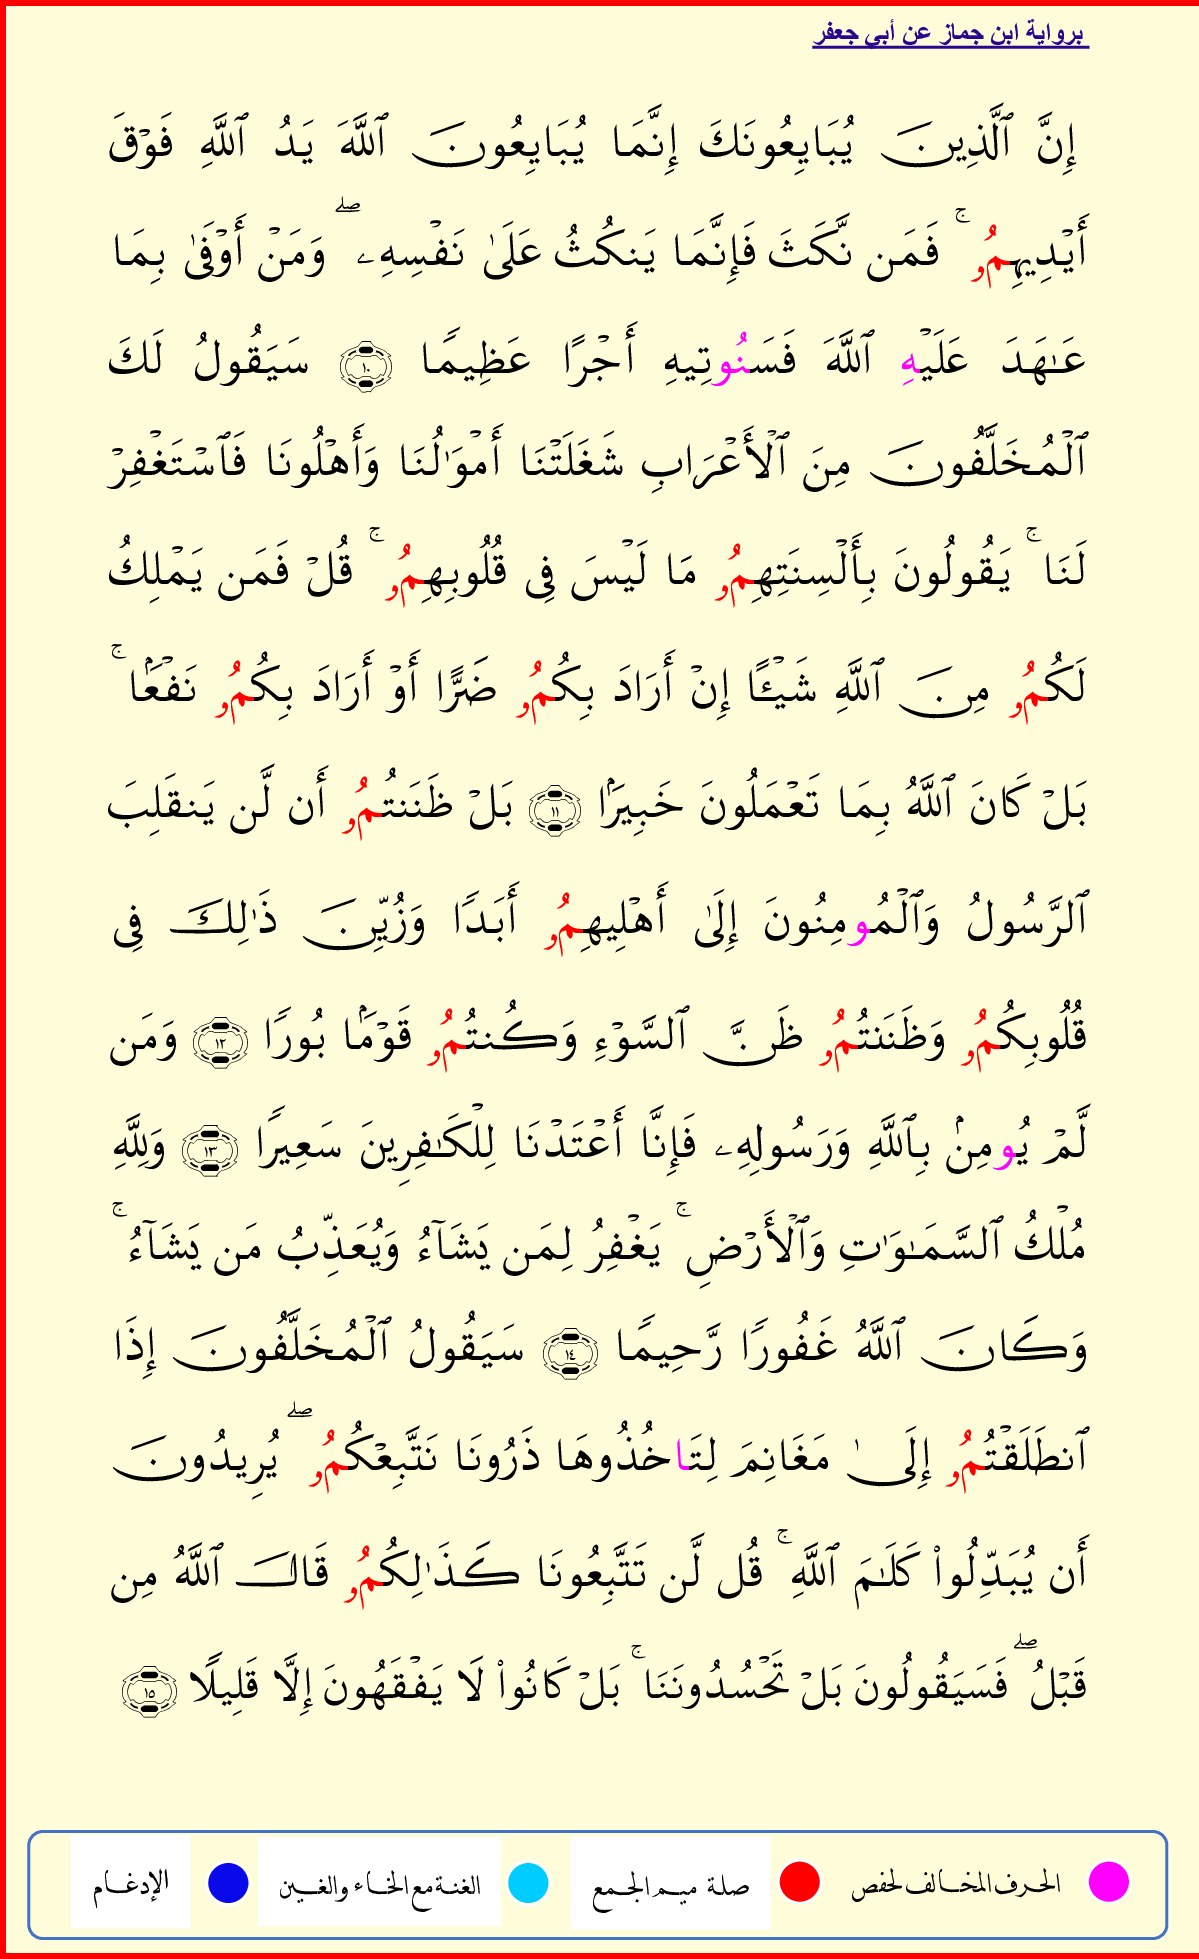 برواية ابن جماز عن أبي جعفر
إِنَّ ٱلَّذِينَ يُبَايِعُونَكَ إِنَّمَا يُبَايِعُونَ ٱللَّهَ يَدُ ٱللَّهِ فَوۡقَ
أَيۡدِيهِمُۥ ۚ فَمَن نَّكَثَ فَإِنَّمَا يَنكُثُ عَلَىٰ نَفۡسِهِۦ ۖ وَمَنۡ أَوۡفَىٰ بِمَا
عَـٰهَدَ عَلَيۡهِ ٱللَّهَ فَسَنُوتِيهِ أَجۡرًا عَظِيمًا ١٠ سَيَقُولُ لَكَ
ٱلۡمُخَلَّفُونَ مِنَ ٱلۡأَعۡرَابِ شَغَلَتۡنَا أَمۡوَٰلُنَا وَأَهۡلُونَا فَٱسۡتَغۡفِرۡ
لَنَا ۚ يَقُولُونَ بِأَلۡسِنَتِهِمُۥ مَا لَيۡسَ فِى قُلُوبِهِمُۥ ۚ قُلۡ فَمَن يَمۡلِكُ
لَكُمُۥ مِنَ ٱللَّهِ شَيۡـًٔا إِنۡ أَرَادَ بِكُمُۥ ضَرًّا أَوۡ أَرَادَ بِكُمُۥ نَفۡعَۢا ۚ
بَلۡ كَانَ ٱللَّهُ بِمَا تَعۡمَلُونَ خَبِيرَۢا ١١ بَلۡ ظَنَنتُمُۥ أَن لَّن يَنقَلِبَ
ٱلرَّسُولُ وَٱلۡمُومِنُونَ إِلَىٰ أَهۡلِيهِمُۥ أَبَدًا وَزُيِّنَ ذَٰلِكَ فِى
قُلُوبِكُمُۥ وَظَنَنتُمُۥ ظَنَّ ٱلسَّوۡءِ وَكُنتُمُۥ قَوۡمَۢا بُورًا ١٢ وَمَن
لَّمۡ يُومِنۢ بِٱللَّهِ وَرَسُولِهِۦ فَإِنَّا أَعۡتَدۡنَا لِلۡكَـٰفِرِينَ سَعِيرًا ١٣ وَلِلَّهِ
مُلۡكُ ٱلسَّمَـٰوَٰتِ وَٱلۡأَرۡضِ ۚ يَغۡفِرُ لِمَن يَشَآءُ وَيُعَذِّبُ مَن يَشَآءُ ۚ
وَكَانَ ٱللَّهُ غَفُورًا رَّحِيمًا ١٤ سَيَقُولُ ٱلۡمُخَلَّفُونَ إِذَا
ٱنطَلَقۡتُمُۥ إِلَىٰ مَغَانِمَ لِتَاخُذُوهَا ذَرُونَا نَتَّبِعۡكُمُۥ ۖ يُرِيدُونَ
أَن يُبَدِّلُواْ كَلَـٰمَ ٱللَّهِ ۚ قُل لَّن تَتَّبِعُونَا كَذَٰلِكُمُۥ قَالَ ٱللَّهُ مِن
قَبۡلُ ۖ فَسَيَقُولُونَ بَلۡ تَحۡسُدُونَنَا ۚ بَلۡ كَانُواْ لَا يَفۡقَهُونَ إِلَّا قَلِيلًا ١٥
الحرف المخالف لحفص صلة ميم الجمع الغنة مع الخاء والغين الإدغام